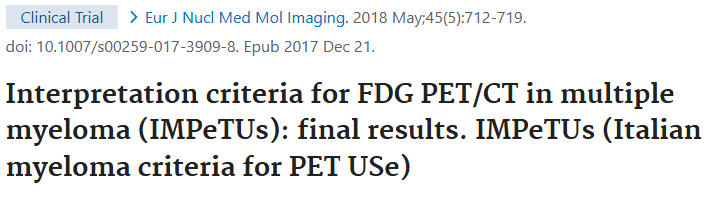 Clinical Trial > Eur J Nucl Med Mol Imaging. 2018 May;45(5):712-719.
doi: 10.1007/s00259-017-3909-8. Epub 2017 Dec 21.
Interpretation criteria for FDG PET/CT in multiple
myeloma (IMPeTUs): final results. IMPeTUs (Italian
myeloma criteria for PET USe)